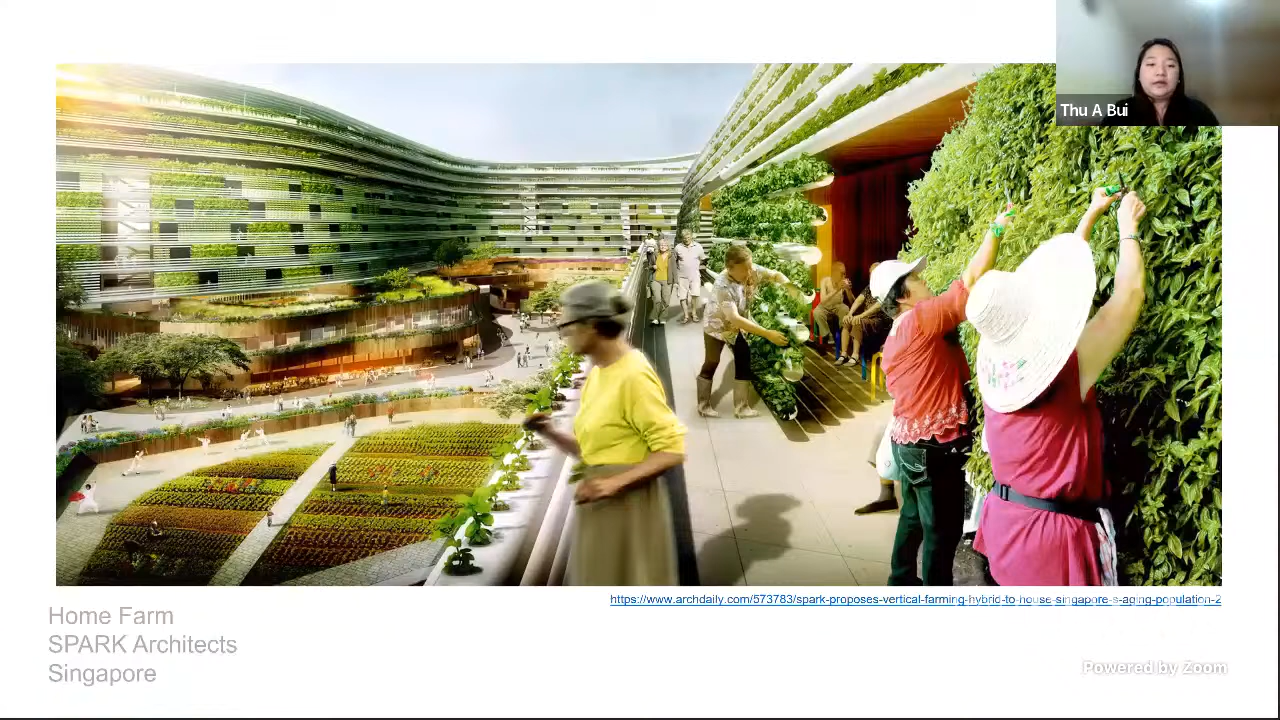 Thu A Bui
https://www.archdaily.com/573783/spark-proposes-vertical-farming-hybrid-to-house-singapore-s-aging-population-2
Home Farm
SPARK Architects
Singapore
Powered by Zoom